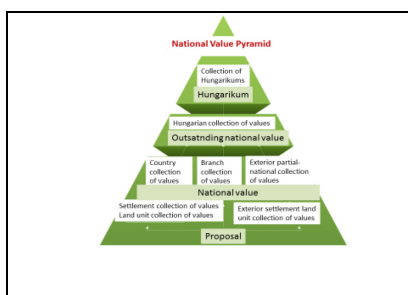 National Value Pyramid
Collection of
Hungarikums
Hungarikum
Hungarian collection of values
Outsatnding national value
Country
collection
of values
Branch
collection
of values
Exterior partial-
national collection
of values
National value
Settlement collection of values
Land unit collection of values
Exterior settlement land
unit collection of values
Proposal